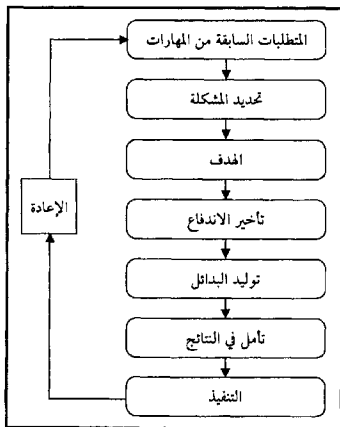 المتطلبات السابقة من المهارات
تحديد المشكلة
الهدف
تأخير الاندفاع
الإعادة
توليد البدائل
تأمل في النتائج
التنفيذ